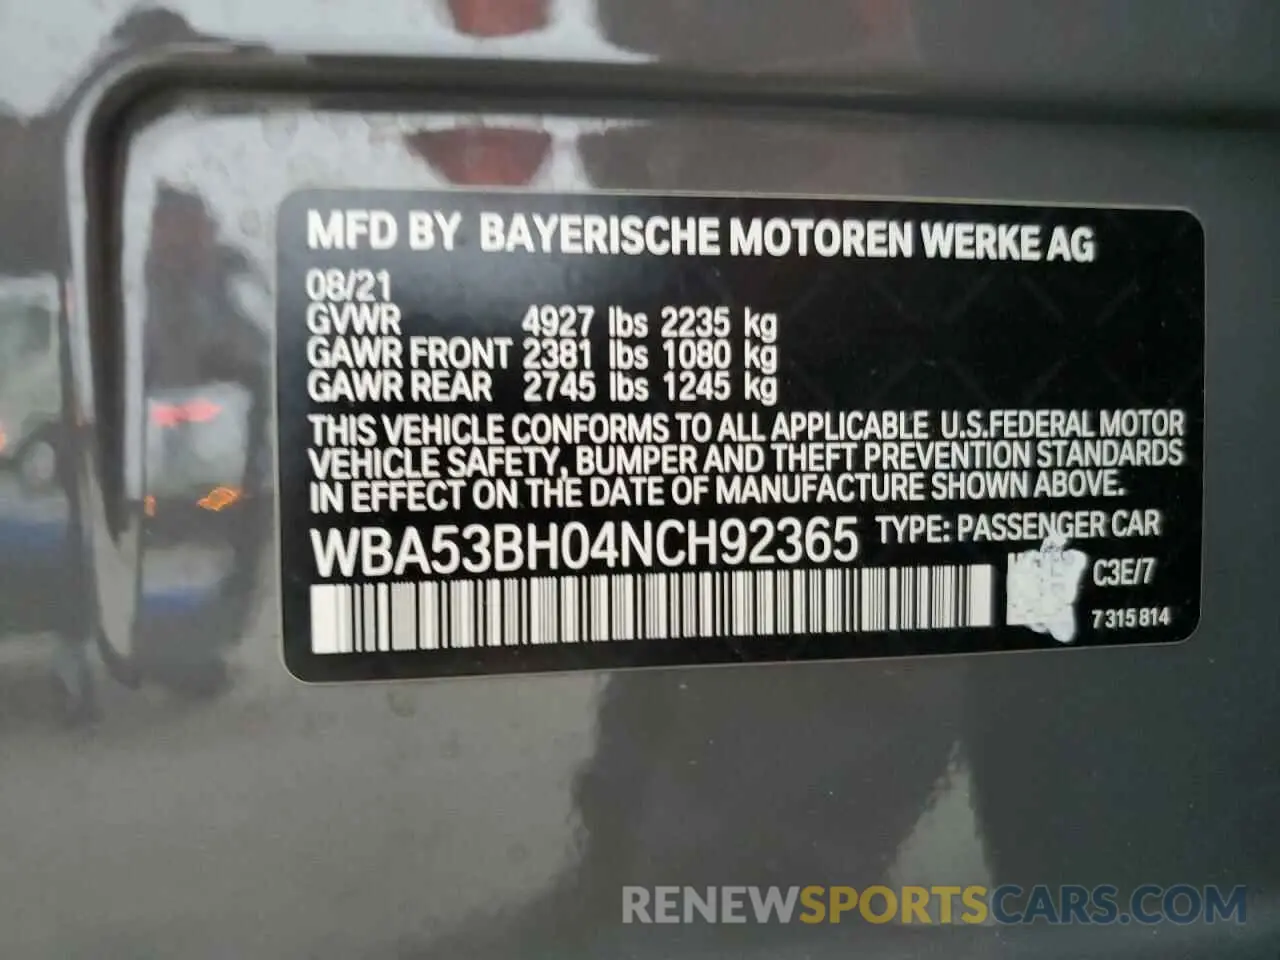 MFD BY BAYERISCHE MOTOREN WERKE AG
08/21
GVWR 4927 lbs 2235 kg
GAWR FRONT 2381 lbs 1080 kg
GAWR REAR 2745 lbs 1245 kg
THIS VEHICLE CONFORMS TO ALL APPLICABLE U.S.FEDERAL MOTOR
VEHICLE SAFETY, BUMPER AND THEFT PREVENTION STANDARDS
IN EFFECT ON THE DATE OF MANUFACTURE SHOWN ABOVE.
WBA53BH04NCH92365 TYPE: PASSENGER CAR
C3E/7
7 315 814
RENEWSPORTSCARS.COM